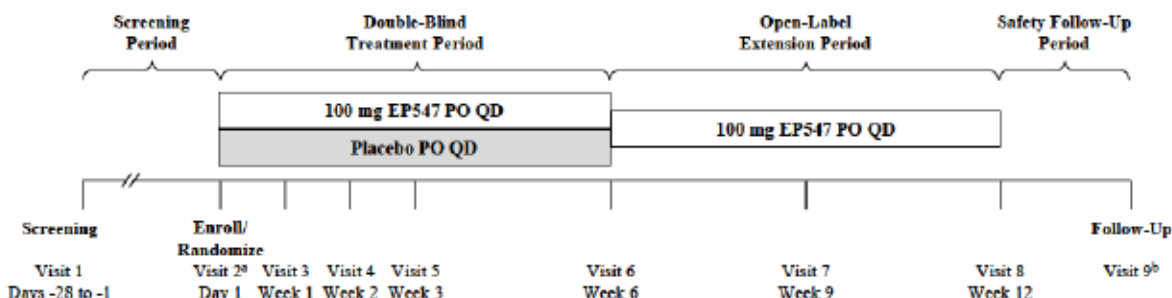 Screening
Period
Double-Blind
Treatment Period
Open-Label
Extension Period
Safety Follow-Up
Period
100 mg EP547 PO QD
Placebo PO QD
100 mg EP547 PO QD
Screening
Enroll/
Randomize
Follow-Up
Visit 1
Days -28 to -1
Visit 2ᵃ
Day 1
Visit 3
Week 1
Visit 4
Week 2
Visit 5
Week 3
Visit 6
Week 6
Visit 7
Week 9
Visit 8
Week 12
Visit 9ᵇ